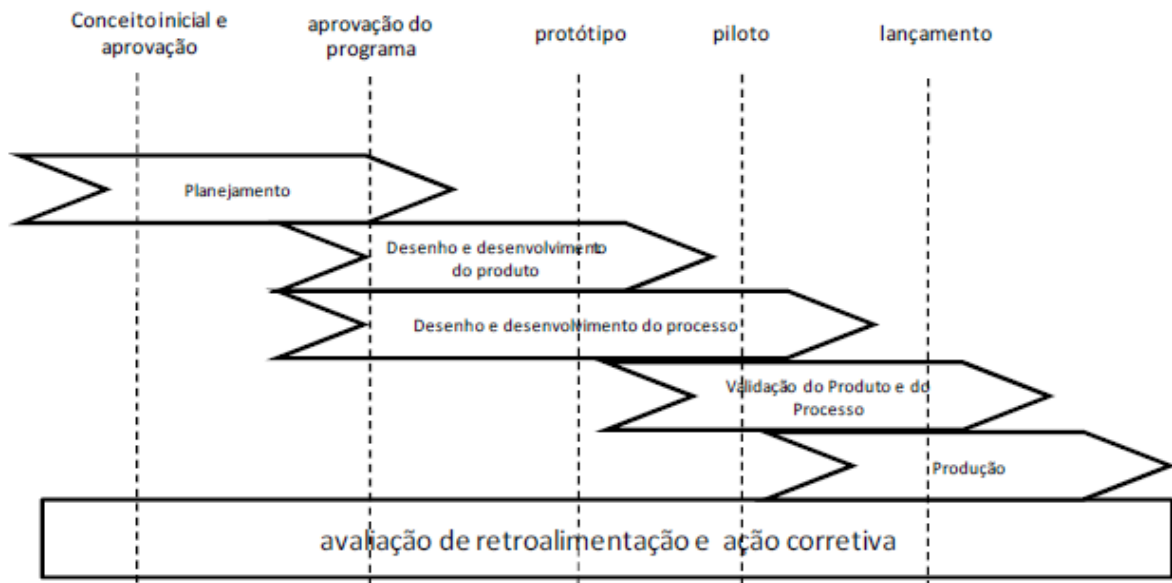 Conceito inicial e
aprovação
aprovação do
programa
protótipo
piloto
lançamento
Planejamento
Desenho e desenvolvimento
do produto
Desenho e desenvolvimento do processo
Validação do Produto e do
Processo
Produção
avaliação de retroalimentação e ação corretiva